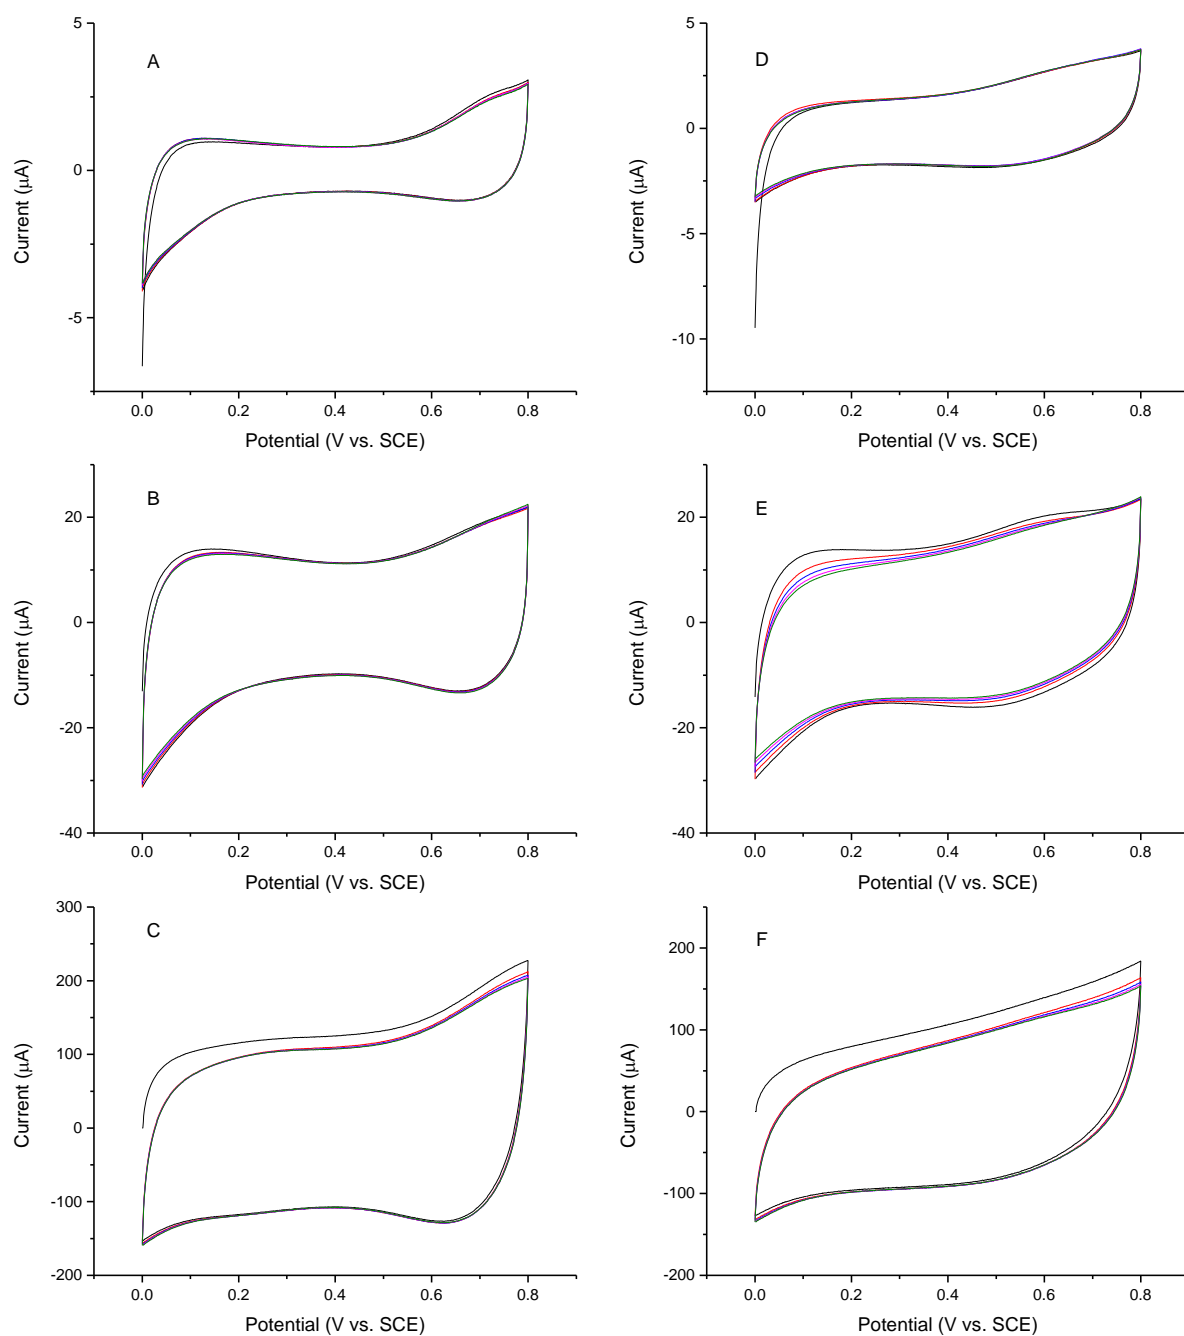 A
5
0
-5
Current (μA)
0.0 0.2 0.4 0.6 0.8
Potential (V vs. SCE)
D
5
0
-5
-10
Current (μA)
0.0 0.2 0.4 0.6 0.8
Potential (V vs. SCE)
B
20
0
-20
-40
Current (μA)
0.0 0.2 0.4 0.6 0.8
Potential (V vs. SCE)
E
20
0
-20
-40
Current (μA)
0.0 0.2 0.4 0.6 0.8
Potential (V vs. SCE)
C
300
200
100
0
-100
-200
Current (μA)
0.0 0.2 0.4 0.6 0.8
Potential (V vs. SCE)
F
200
100
0
-100
-200
Current (μA)
0.0 0.2 0.4 0.6 0.8
Potential (V vs. SCE)